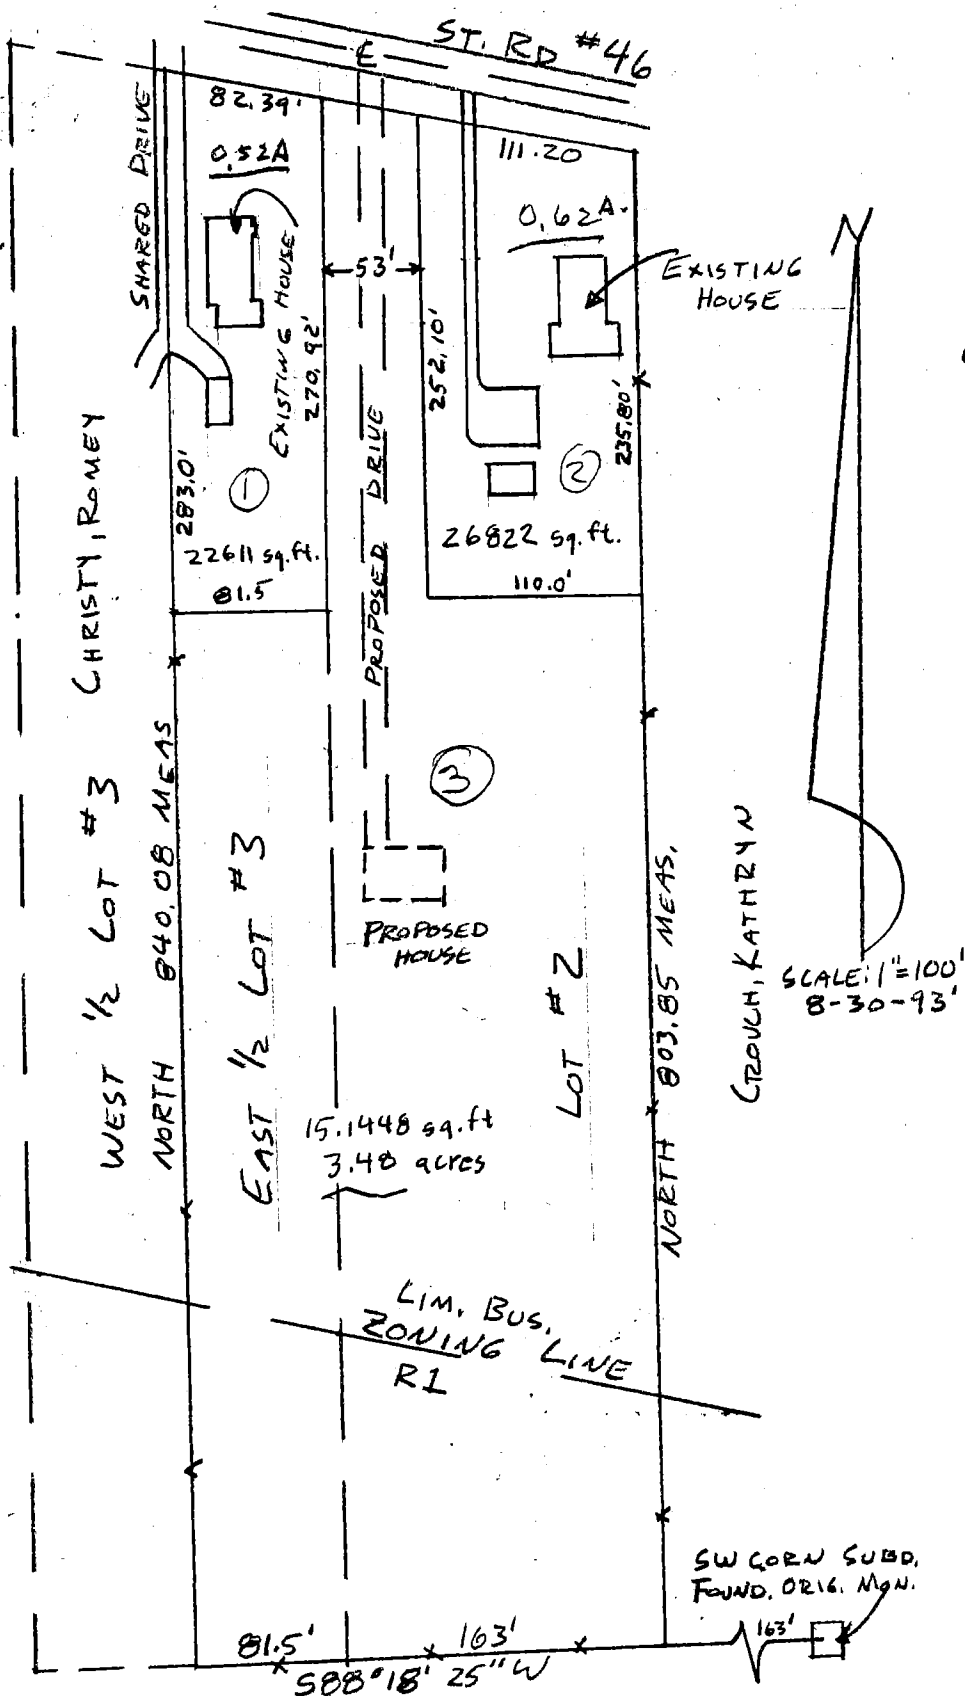 ST. RD #46
℄
SHARED DRIVE
82.39'
0.52A
111.20
0.62A.
EXISTING HOUSE
53'
EXISTING
HOUSE
270.92'
252.10'
235.80'
PROPOSED DRIVE
283.0'
1
2
22611 sq.ft.
81.5
26822 sq.ft.
110.0'
CHRISTY, ROMEY
WEST 1/2 LOT #3
NORTH 840.08 MEAS
EAST 1/2 LOT #3
3
PROPOSED
HOUSE
LOT #2
NORTH 803.85 MEAS.
CROUCH, KATHRYN
N
SCALE: 1"=100'
8-30-93'
15.1448 sq.ft
3.48 acres
LIM. BUS.
ZONING LINE
R1
SW CORN SUBD.
FOUND. ORIG. MON.
81.5'
163'
163'
S88°18'25"W